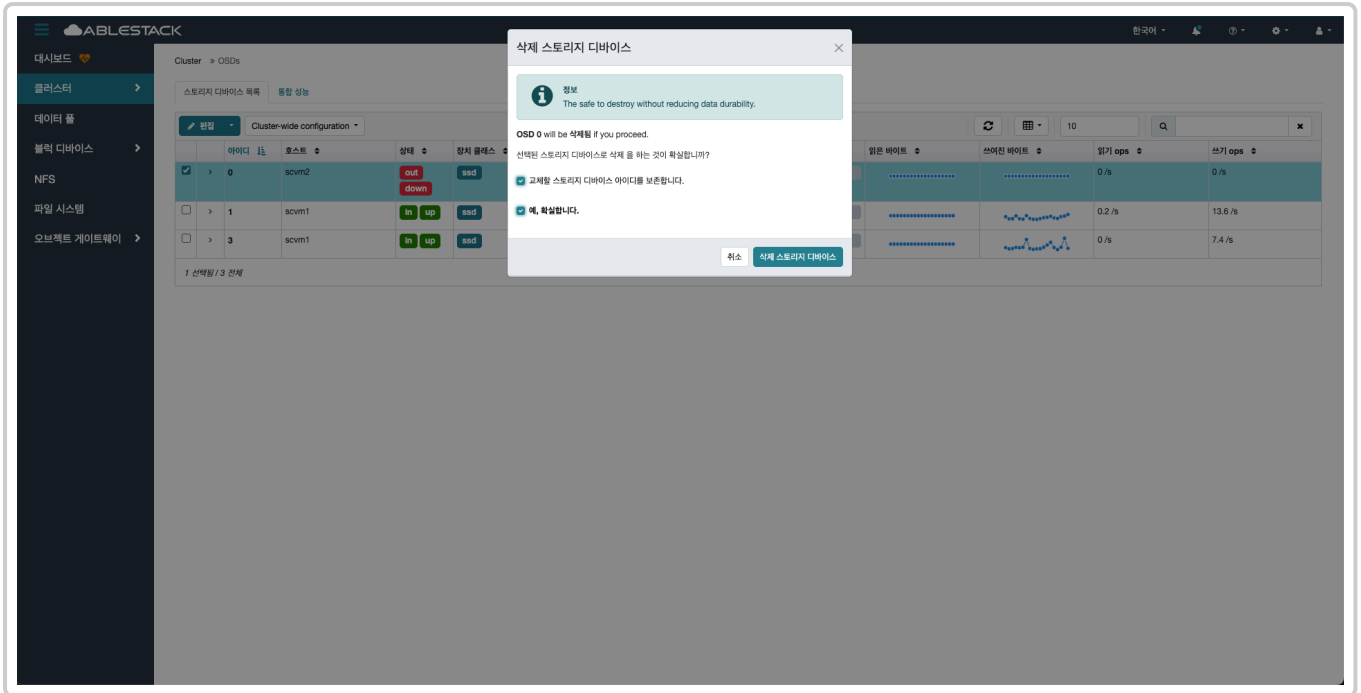 ABLESTACK
한국어
대시보드
클러스터
데이터 풀
블럭 디바이스
NFS
파일 시스템
오브젝트 게이트웨이
Cluster » OSDs
스토리지 디바이스 목록 통합 성능
편집 Cluster-wide configuration 10
아이디 호스트 상태 장치 클래스 읽은 바이트 쓰여진 바이트 읽기 ops 쓰기 ops
0 scvm2 out down ssd 0 /s 0 /s
1 scvm1 in up ssd 0.2 /s 13.6 /s
3 scvm1 in up ssd 0 /s 7.4 /s
1 선택됨 / 3 전체
삭제 스토리지 디바이스
정보
The safe to destroy without reducing data durability.
OSD 0 will be 삭제됨 if you proceed.
선택된 스토리지 디바이스로 삭제 을 하는 것이 확실합니까?
교체할 스토리지 디바이스 아이디를 보존합니다.
예, 확실합니다.
취소 삭제 스토리지 디바이스